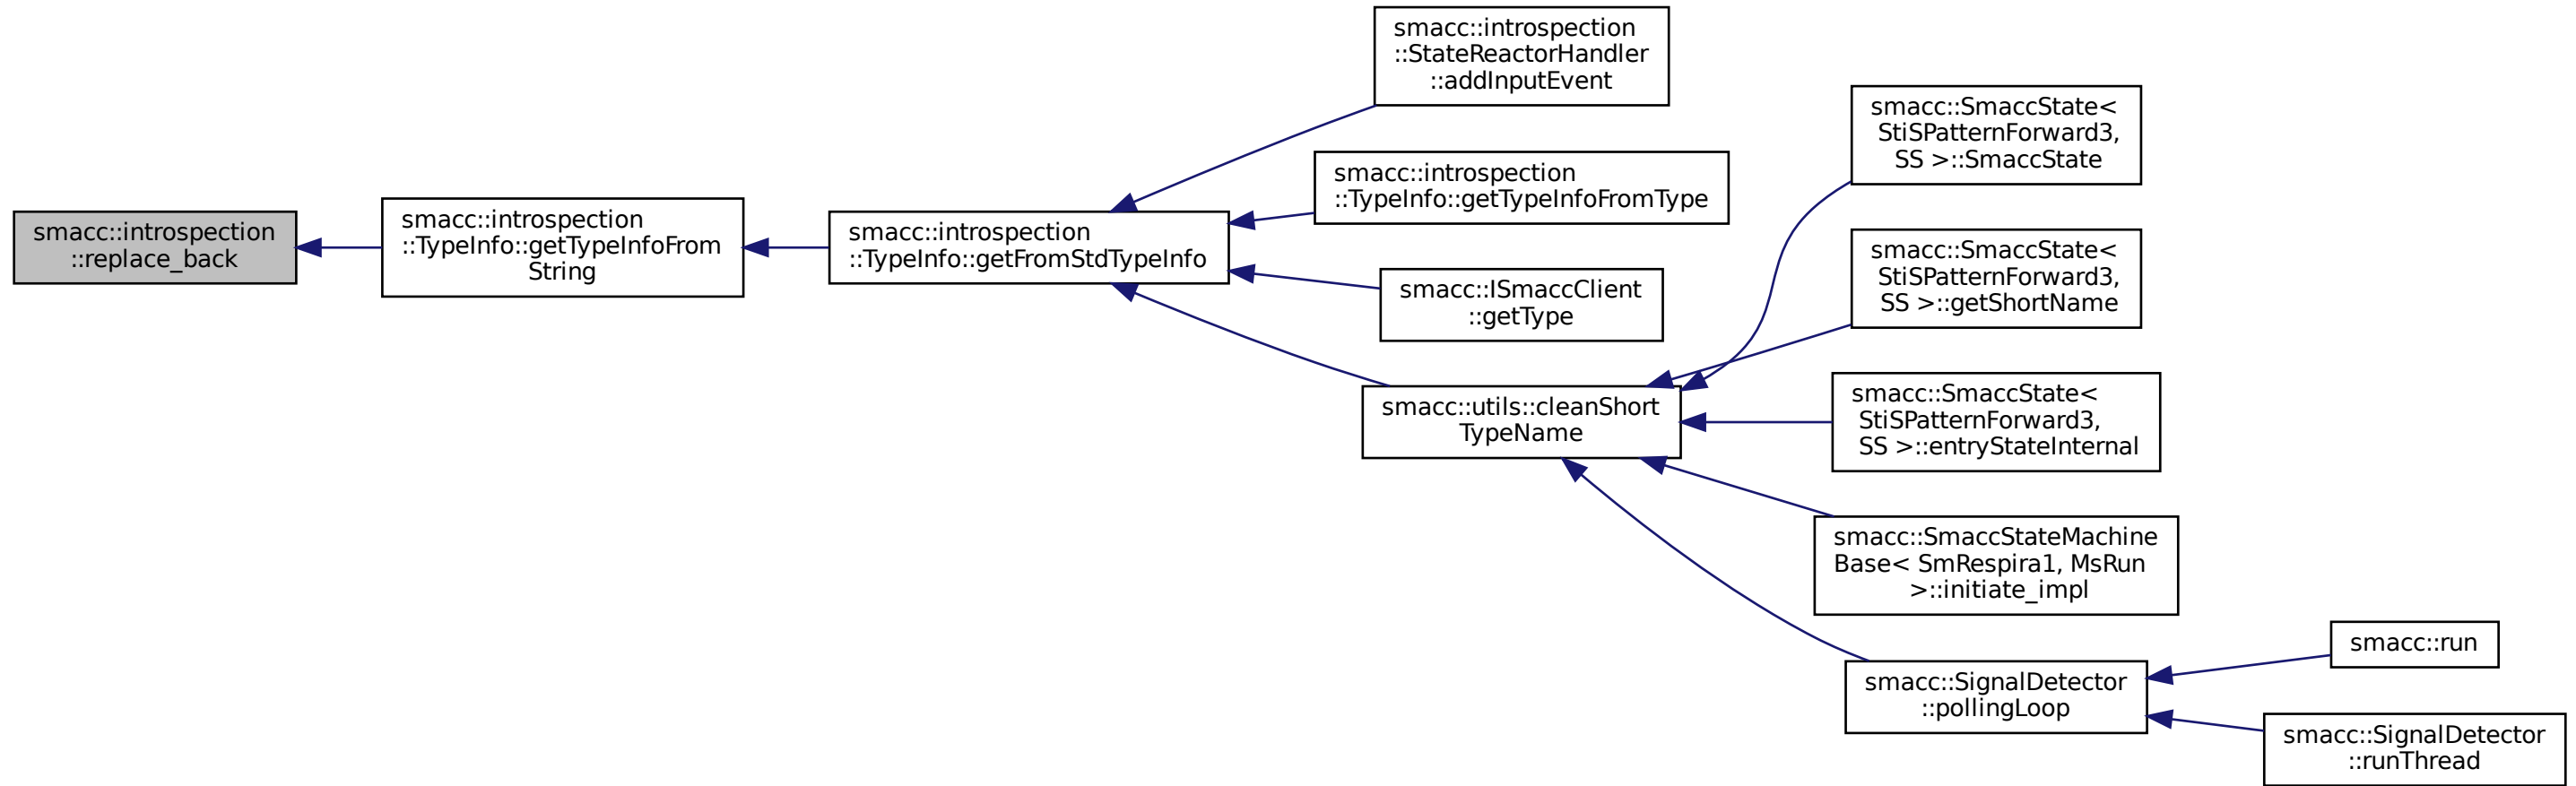 smacc::introspection
::replace_back
smacc::introspection
::TypeInfo::getTypeInfoFrom
String
smacc::introspection
::TypeInfo::getFromStdTypeInfo
smacc::introspection
::StateReactorHandler
::addInputEvent
smacc::introspection
::TypeInfo::getTypeInfoFromType
smacc::ISmaccClient
::getType
smacc::utils::cleanShort
TypeName
smacc::SmaccState<
StiSPatternForward3,
SS >::SmaccState
smacc::SmaccState<
StiSPatternForward3,
SS >::getShortName
smacc::SmaccState<
StiSPatternForward3,
SS >::entryStateInternal
smacc::SmaccStateMachine
Base< SmRespira1, MsRun
>::initiate_impl
smacc::SignalDetector
::pollingLoop
smacc::run
smacc::SignalDetector
::runThread